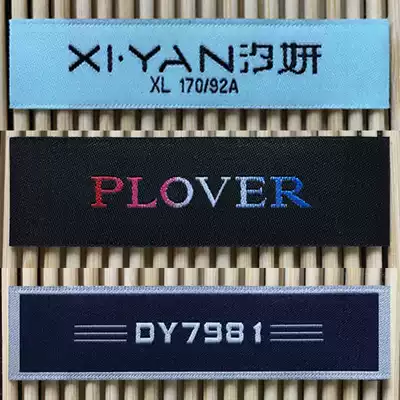 XI·YAN汐妍
XL 170/92A
PLOVER
DY7981